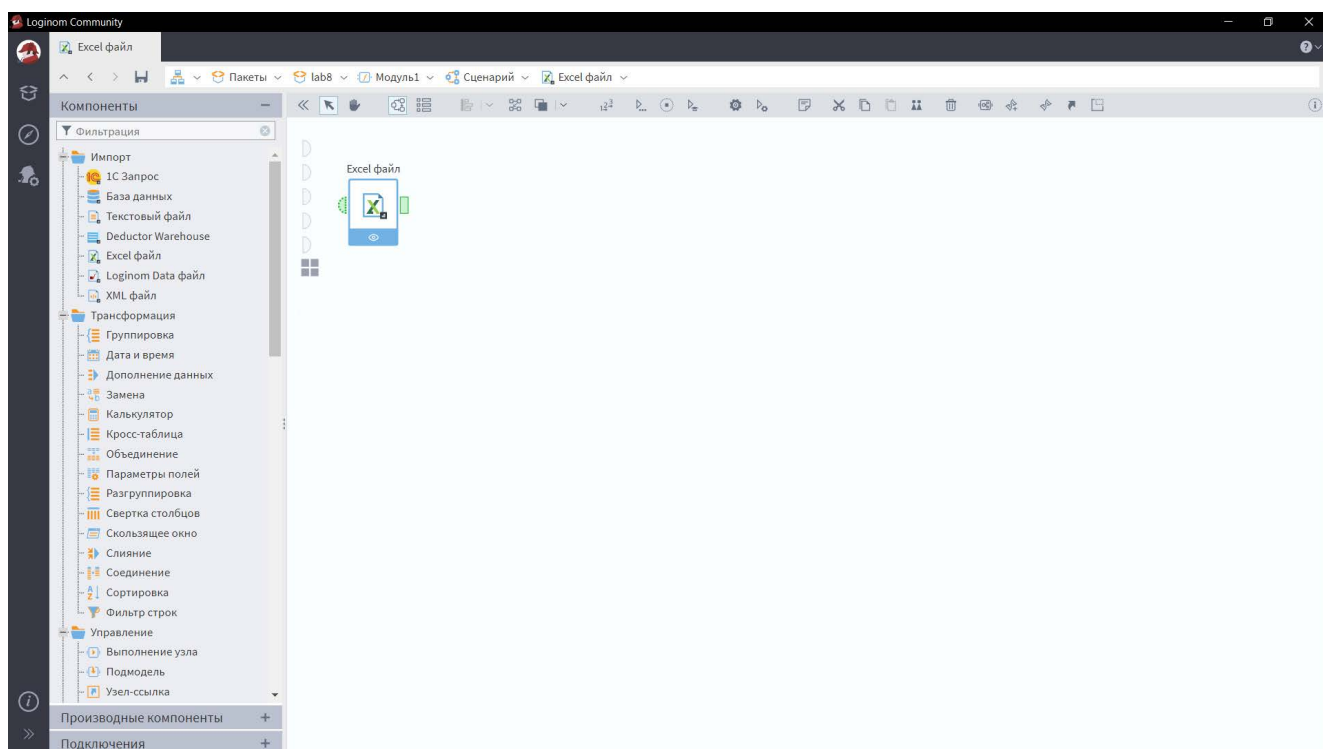 Loginom Community
Excel файл
Пакеты lab8 Модуль1 Сценарий Excel файл
Компоненты
Фильтрация
Импорт
1С Запрос
База данных
Текстовый файл
Deductor Warehouse
Excel файл
Loginom Data файл
XML файл
Трансформация
Группировка
Дата и время
Дополнение данных
Замена
Калькулятор
Кросс-таблица
Объединение
Параметры полей
Разгруппировка
Свертка столбцов
Скользящее окно
Слияние
Соединение
Сортировка
Фильтр строк
Управление
Выполнение узла
Подмодель
Узел-ссылка
Производные компоненты
Подключения
Excel файл